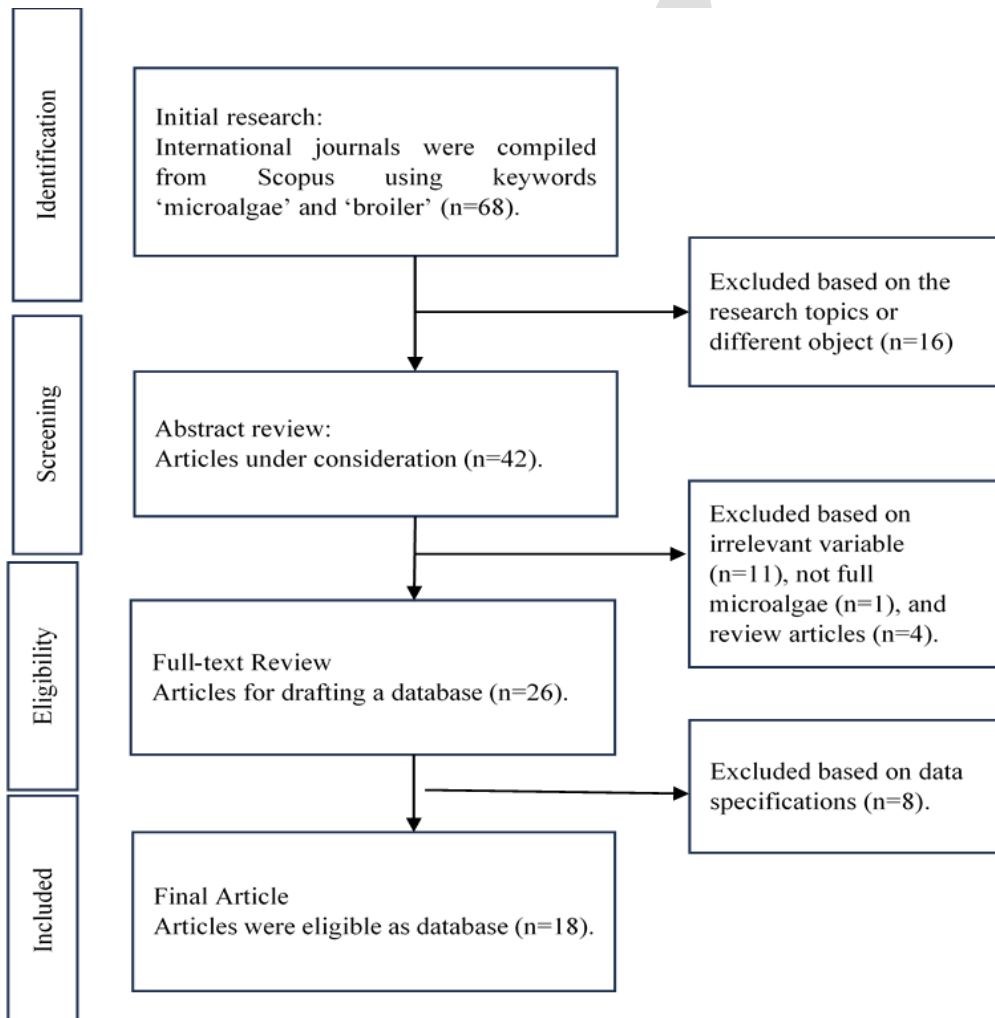 Identification
Initial research:
International journals were compiled
from Scopus using keywords
‘microalgae’ and ‘broiler’ (n=68).
Excluded based on the
research topics or
different object (n=16)
Screening
Abstract review:
Articles under consideration (n=42).
Excluded based on
irrelevant variable
(n=11), not full
microalgae (n=1), and
review articles (n=4).
Eligibility
Full-text Review
Articles for drafting a database (n=26).
Excluded based on data
specifications (n=8).
Included
Final Article
Articles were eligible as database (n=18).